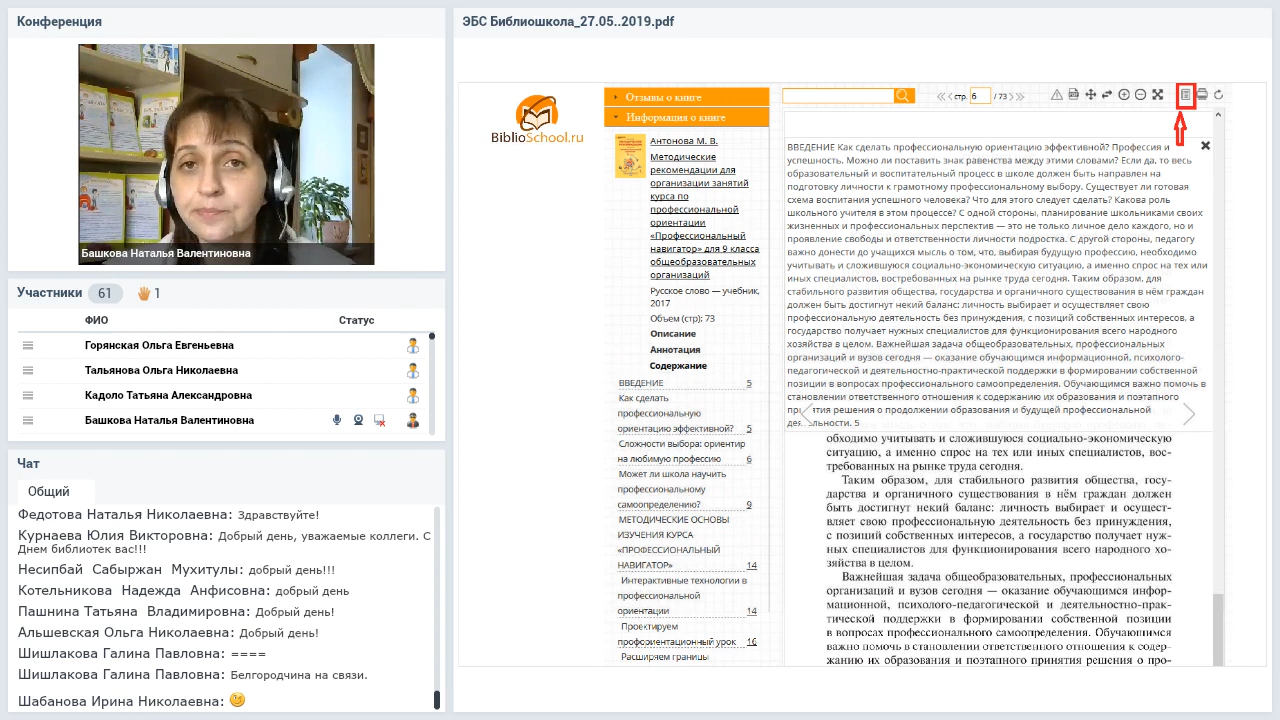 Конференция
Башкова Наталья Валентиновна
Участники 61 1
ФИО Статус
Горянская Ольга Евгеньевна
Тальянова Ольга Николаевна
Кадоло Татьяна Александровна
Башкова Наталья Валентиновна
Чат
Общий
Федотова Наталья Николаевна: Здравствуйте!
Курнаева Юлия Викторовна: Добрый день, уважаемые коллеги. С
Днем библиотек вас!!!
Несипбай Сабыржан Мухитулы: добрый день!!!
Котельникова Надежда Анфисовна: добрый день
Пашнина Татьяна Владимировна: Добрый день!
Альшевская Ольга Николаевна: Добрый день!
Шишлакова Галина Павловна: ====
Шишлакова Галина Павловна: Белгородчина на связи.
Шабанова Ирина Николаевна:
ЭБС Библиошкола_27.05..2019.pdf
BiblioSchool.ru
Отзывы о книге
Информация о книге
Антонова М. В.
Методические
рекомендации для
организации занятий
курса по
профессиональной
ориентации
«Профессиональный
навигатор» для 9 класса
общеобразовательных
организаций
Русское слово — учебник,
2017
Объем (стр): 73
Описание
Аннотация
Содержание
ВВЕДЕНИЕ 5
Как сделать
профессиональную
ориентацию эффективной? 5
Сложности выбора: ориентир
на любимую профессию 6
Может ли школа научить
профессиональному
самоопределению? 9
МЕТОДИЧЕСКИЕ ОСНОВЫ
ИЗУЧЕНИЯ КУРСА
«ПРОФЕССИОНАЛЬНЫЙ
НАВИГАТОР» 14
Интерактивные технологии в
профессиональной
ориентации 14
Проектируем
профориентационный урок 16
Расширяем границы
стр. 6 / 73
ВВЕДЕНИЕ Как сделать профессиональную ориентацию эффективной? Профессия и
успешность. Можно ли поставить знак равенства между этими словами? Если да, то весь
образовательный и воспитательный процесс в школе должен быть направлен на
подготовку личности к грамотному профессиональному выбору. Существует ли готовая
схема воспитания успешного человека? Что для этого следует сделать? Какова роль
школьного учителя в этом процессе? С одной стороны, планирование школьниками своих
жизненных и профессиональных перспектив — это не только личное дело каждого, но и
проявление свободы и ответственности личности подростка. С другой стороны, педагогу
важно донести до учащихся мысль о том, что, выбирая будущую профессию, необходимо
учитывать и сложившуюся социально-экономическую ситуацию, а именно спрос на тех или
иных специалистов, востребованных на рынке труда сегодня. Таким образом, для
стабильного развития общества, государства и органичного существования в нём граждан
должен быть достигнут некий баланс: личность выбирает и осуществляет свою
профессиональную деятельность без принуждения, с позиций собственных интересов, а
государство получает нужных специалистов для функционирования всего народного
хозяйства в целом. Важнейшая задача общеобразовательных, профессиональных
организаций и вузов сегодня — оказание обучающимся информационной, психолого-
педагогической и деятельностно-практической поддержки в формировании собственной
позиции в вопросах профессионального самоопределения. Обучающимся важно помочь в
становлении ответственного отношения к содержанию их образования и поэтапного
принятия решения о продолжении образования и будущей профессиональной
деятельности. 5
обходимо учитывать и сложившуюся социально-экономическую
ситуацию, а именно спрос на тех или иных специалистов, вос-
требованных на рынке труда сегодня.
Таким образом, для стабильного развития общества, госу-
дарства и органичного существования в нём граждан должен
быть достигнут некий баланс: личность выбирает и осущест-
вляет свою профессиональную деятельность без принуждения,
с позиций собственных интересов, а государство получает нуж-
ных специалистов для функционирования всего народного хо-
зяйства в целом.
Важнейшая задача общеобразовательных, профессиональных
организаций и вузов сегодня — оказание обучающимся инфор-
мационной, психолого-педагогической и деятельностно-прак-
тической поддержки в формировании собственной позиции
в вопросах профессионального самоопределения. Обучающимся
важно помочь в становлении ответственного отношения к содер-
жанию их образования и поэтапного принятия решения о про-